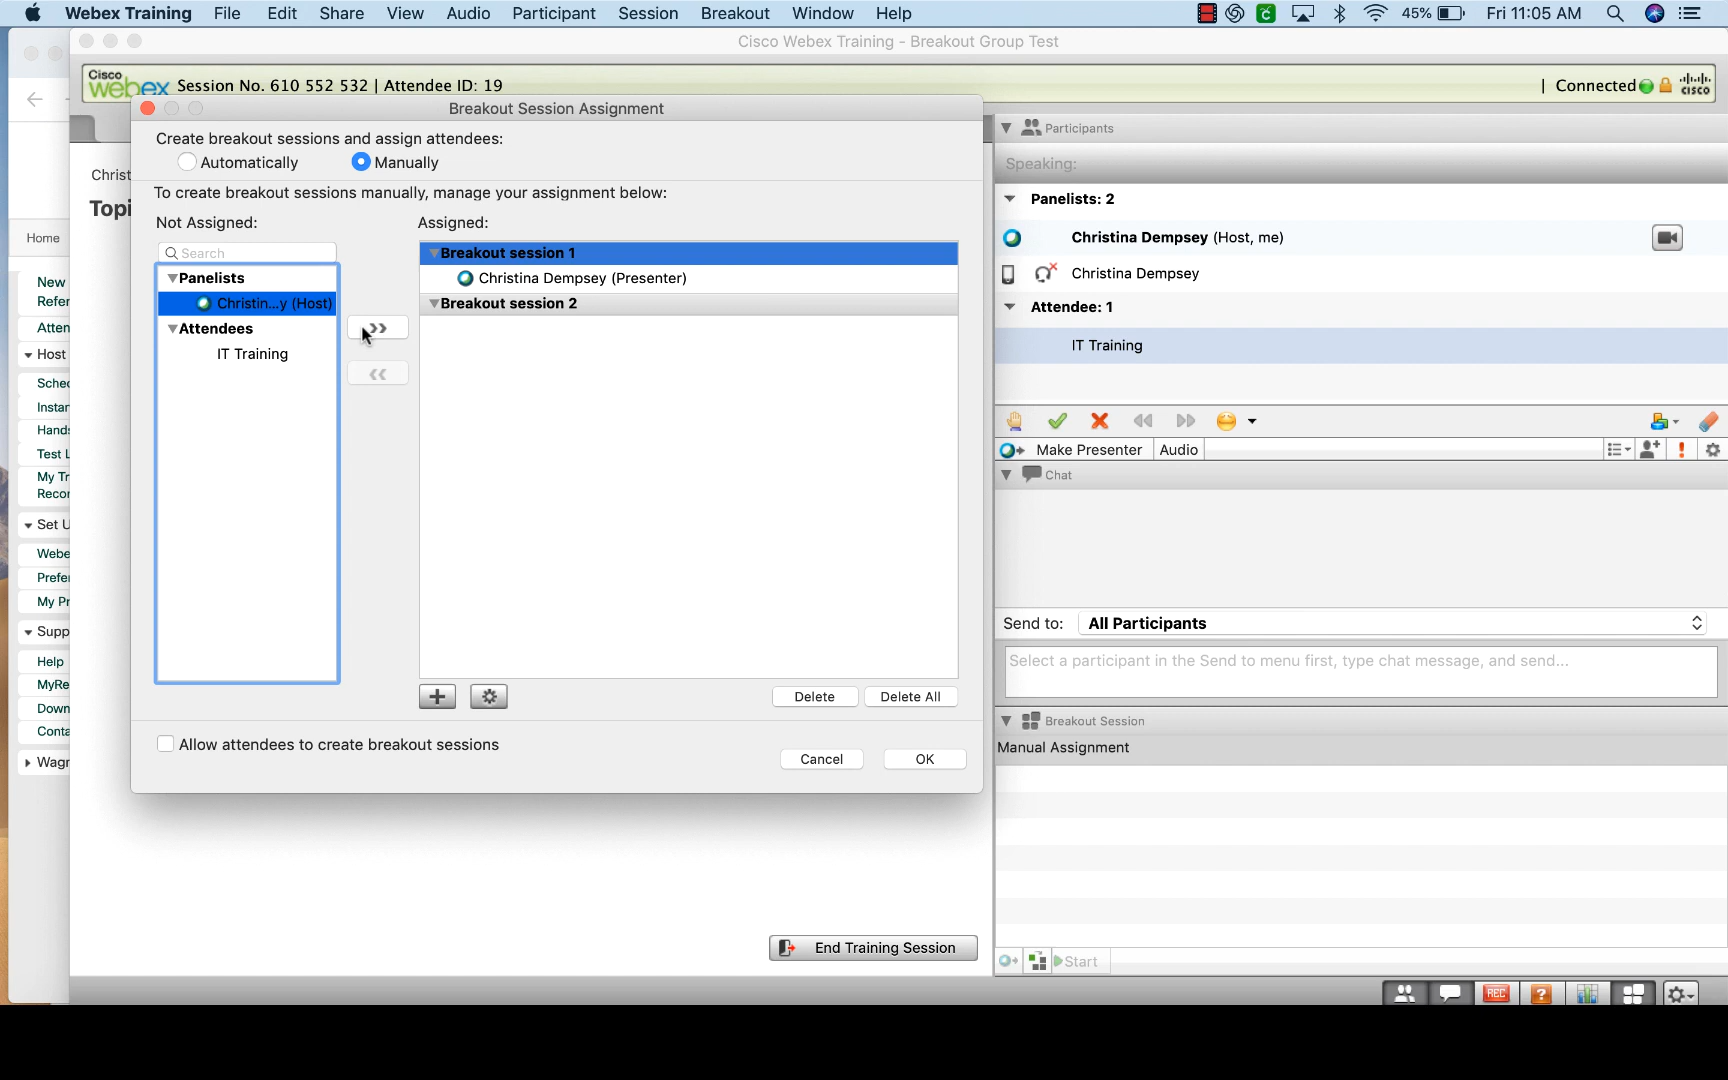 Webex Training File Edit Share View Audio Participant Session Breakout Window Help 45% Fri 11:05 AM
Cisco Webex Training - Breakout Group Test
Cisco webex Session No. 610 552 532 | Attendee ID: 19 | Connected cisco
Breakout Session Assignment
Create breakout sessions and assign attendees:
Automatically Manually
To create breakout sessions manually, manage your assignment below:
Not Assigned: Assigned:
Search
Panelists
Christin...y (Host)
Attendees
IT Training
>>
<<
Breakout session 1
Christina Dempsey (Presenter)
Breakout session 2
Delete Delete All
Allow attendees to create breakout sessions
Cancel OK
Christ
Topi
Home
New
Refer
Atten
Host
Sched
Instar
Hands
Test L
My Tr
Recor
Set U
Webe
Prefer
My Pr
Supp
Help
MyRe
Down
Conta
Wagr
End Training Session
Participants
Speaking:
Panelists: 2
Christina Dempsey (Host, me)
Christina Dempsey
Attendee: 1
IT Training
Make Presenter Audio
Chat
Send to: All Participants
Select a participant in the Send to menu first, type chat message, and send...
Breakout Session
Manual Assignment
Start
REC ?